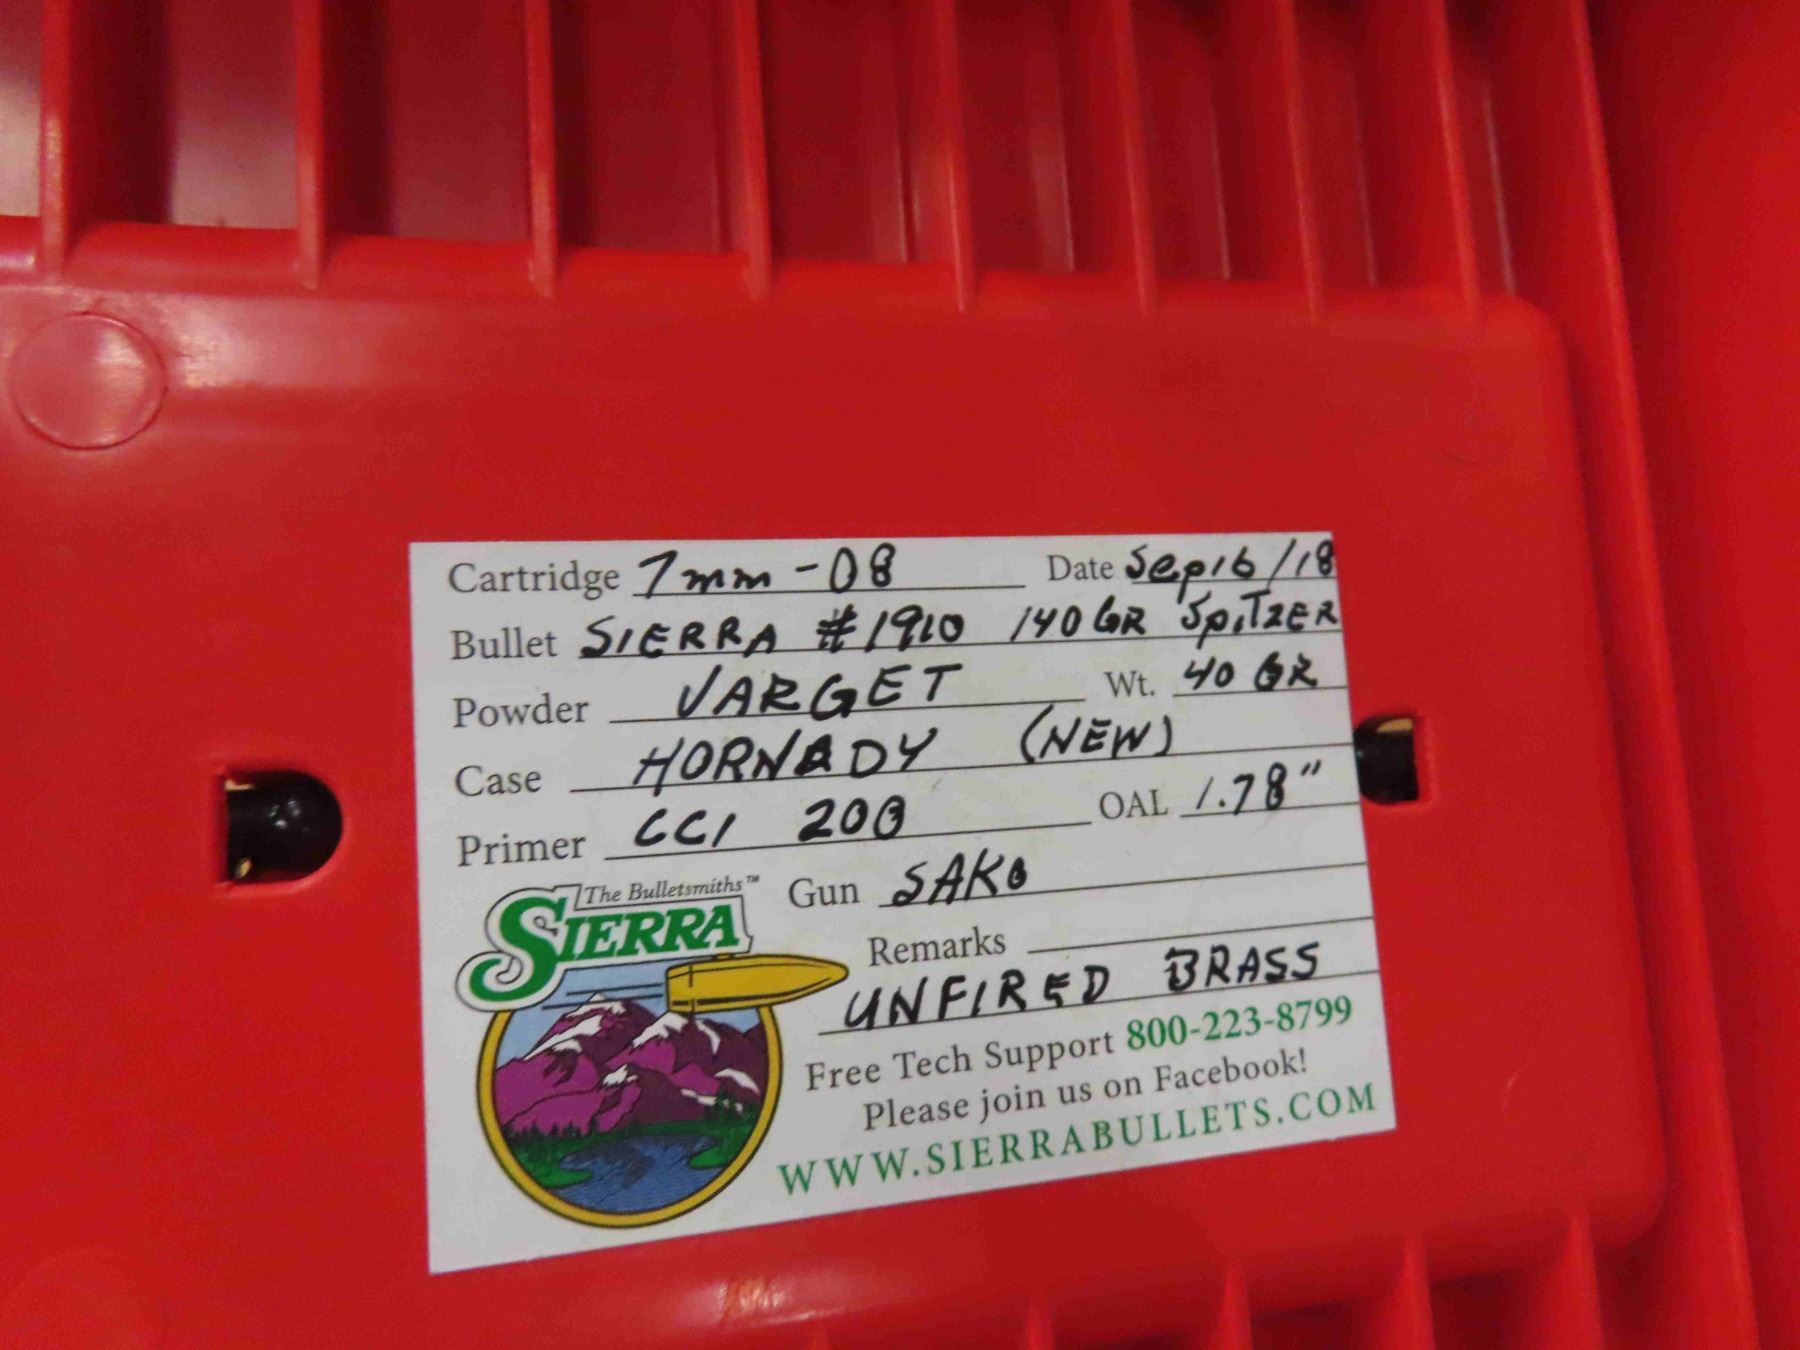 Cartridge 7mm-08 Date Sep16/18
Bullet SIERRA #1910 140GR SpiTzER
Powder VARGET Wt. 40 GR
Case HORNADY (NEW)
Primer CCI 200 OAL 1.78"
The Bulletsmiths™
SIERRA
Gun SAKO
Remarks
UNFIRED BRASS
Free Tech Support 800-223-8799
Please join us on Facebook!
WWW.SIERRABULLETS.COM